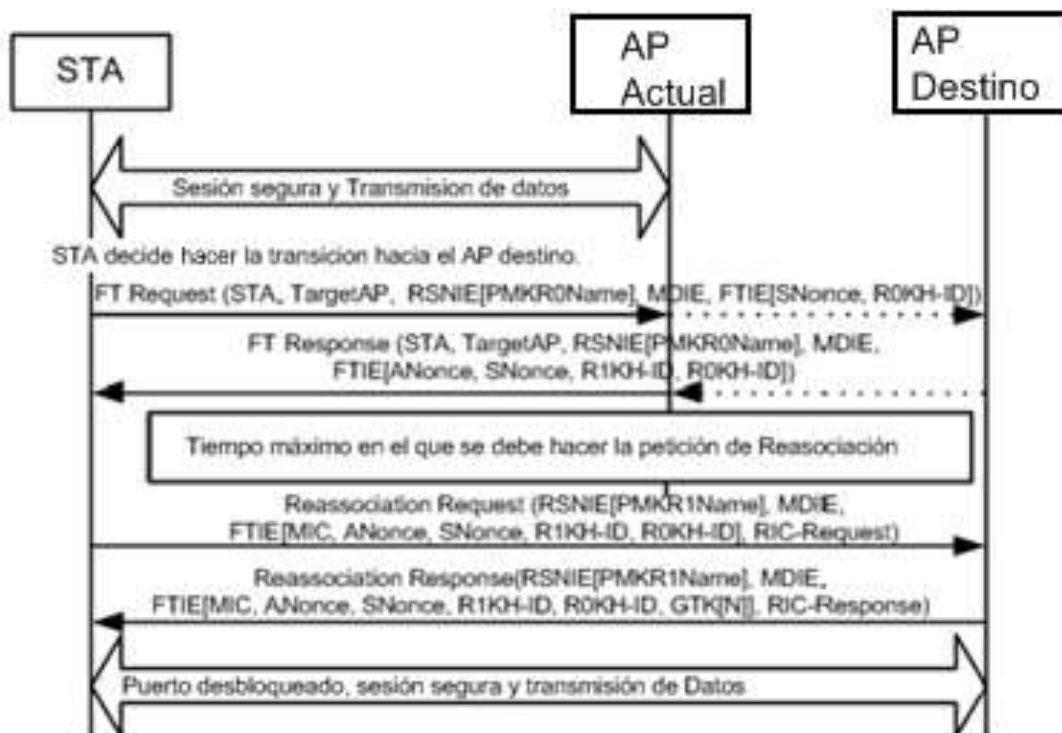 STA
AP
Actual
AP
Destino
Sesión segura y Transmision de datos
STA decide hacer la transicion hacia el AP destino.
FT Request (STA, TargetAP, RSNIE[PMKR0Name], MDIE, FTIE[SNonce, R0KH-ID])
FT Response (STA, TargetAP, RSNIE[PMKR0Name], MDIE,
FTIE[ANonce, SNonce, R1KH-ID, R0KH-ID])
Tiempo máximo en el que se debe hacer la petición de Reasociación
Reassociation Request (RSNIE[PMKR1Name], MDIE,
FTIE[MIC, ANonce, SNonce, R1KH-ID, R0KH-ID], RIC-Request)
Reassociation Response(RSNIE[PMKR1Name], MDIE,
FTIE[MIC, ANonce, SNonce, R1KH-ID, R0KH-ID, GTK[N]], RIC-Response)
Puerto desbloqueado, sesión segura y transmisión de Datos